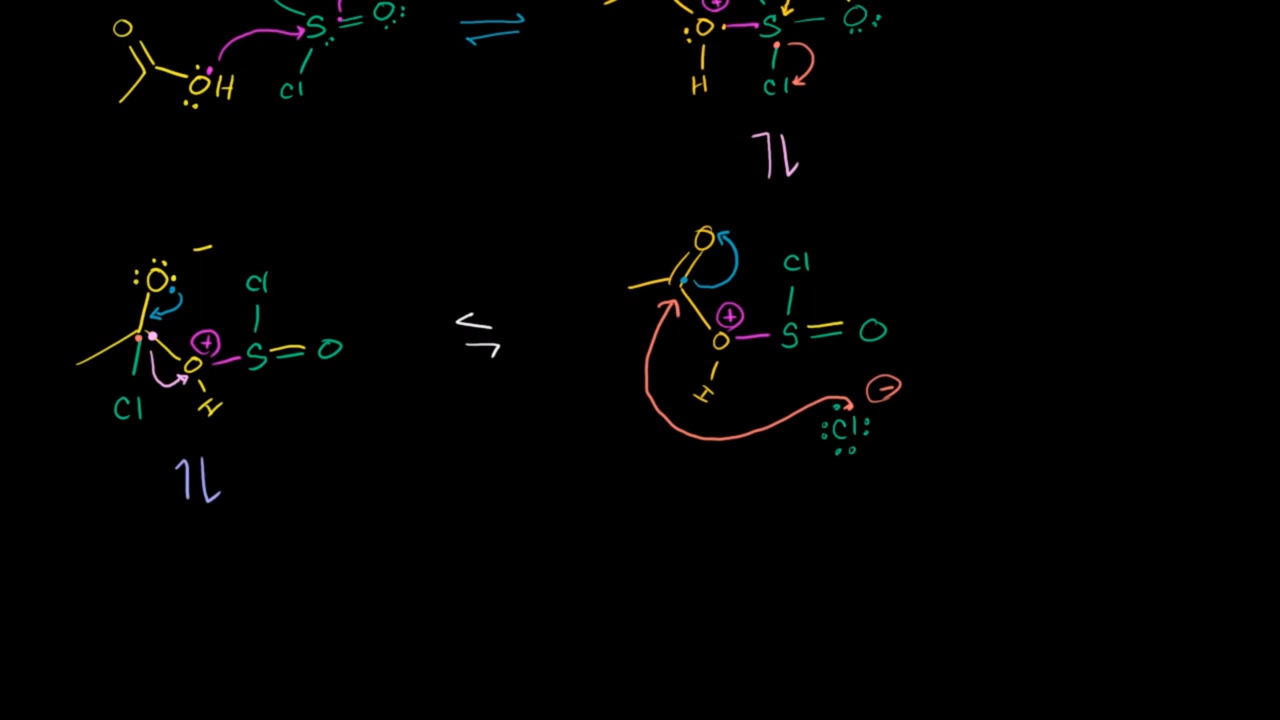 O S O: O S O:
OH Cl H Cl
O O Cl
Cl + +
O S O O S O
Cl H H Cl −